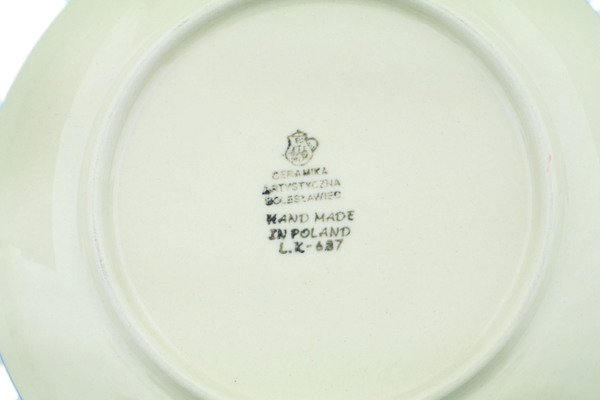 CERAMIKA
ARTYSTYCZNA
BOLESŁAWIEC
HAND MADE
IN POLAND
L.K-687